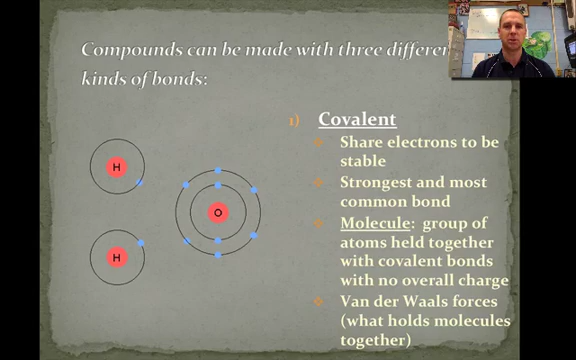 Compounds can be made with three differen
kinds of bonds:
1) Covalent
Share electrons to be
stable
Strongest and most
common bond
Molecule: group of
atoms held together
with covalent bonds
with no overall charge
Van der Waals forces
(what holds molecules
together)
H
O
H